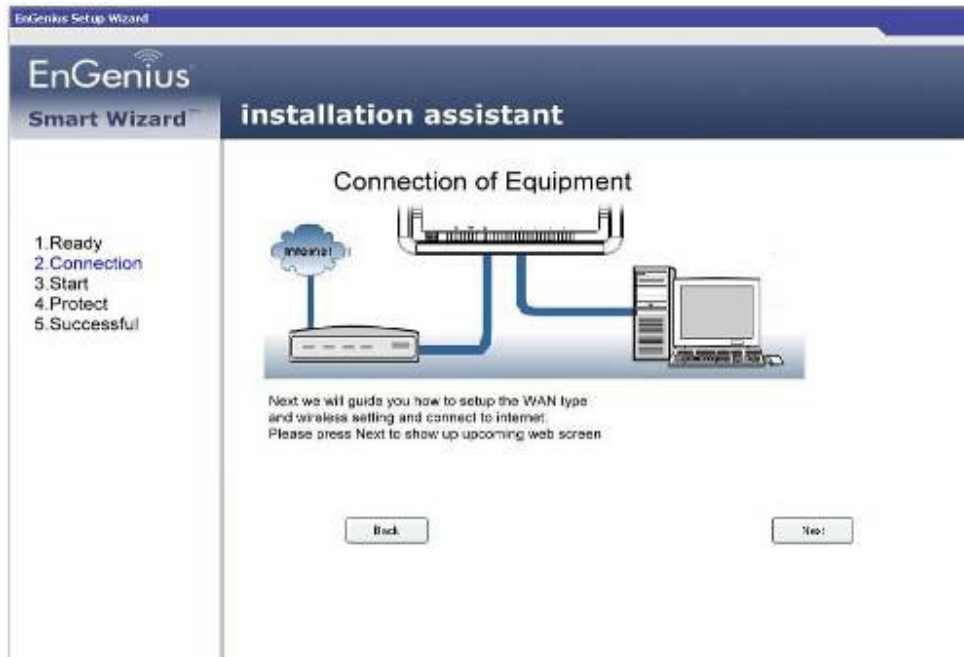 EnGenius Setup Wizard
EnGenius
Smart Wizard™
installation assistant
Connection of Equipment
Internet
1.Ready
2.Connection
3.Start
4.Protect
5.Successful
Next we will guide you how to setup the WAN type
and wireless setting and connect to internet.
Please press Next to show up upcoming web screen
Back
Next